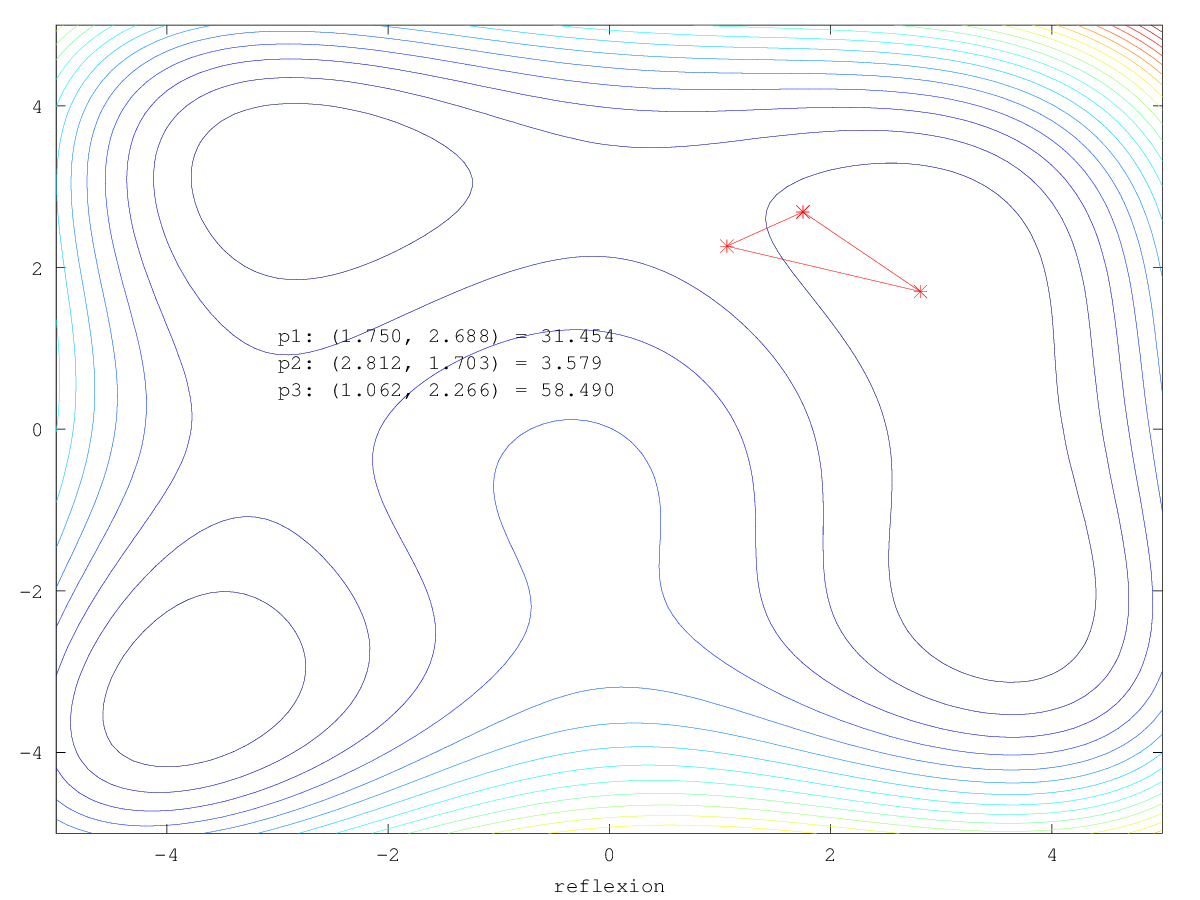 4
2
p1: (1.750, 2.688) = 31.454
p2: (2.812, 1.703) = 3.579
p3: (1.062, 2.266) = 58.490
0
−2
−4
−4 −2 0 2 4
reflexion